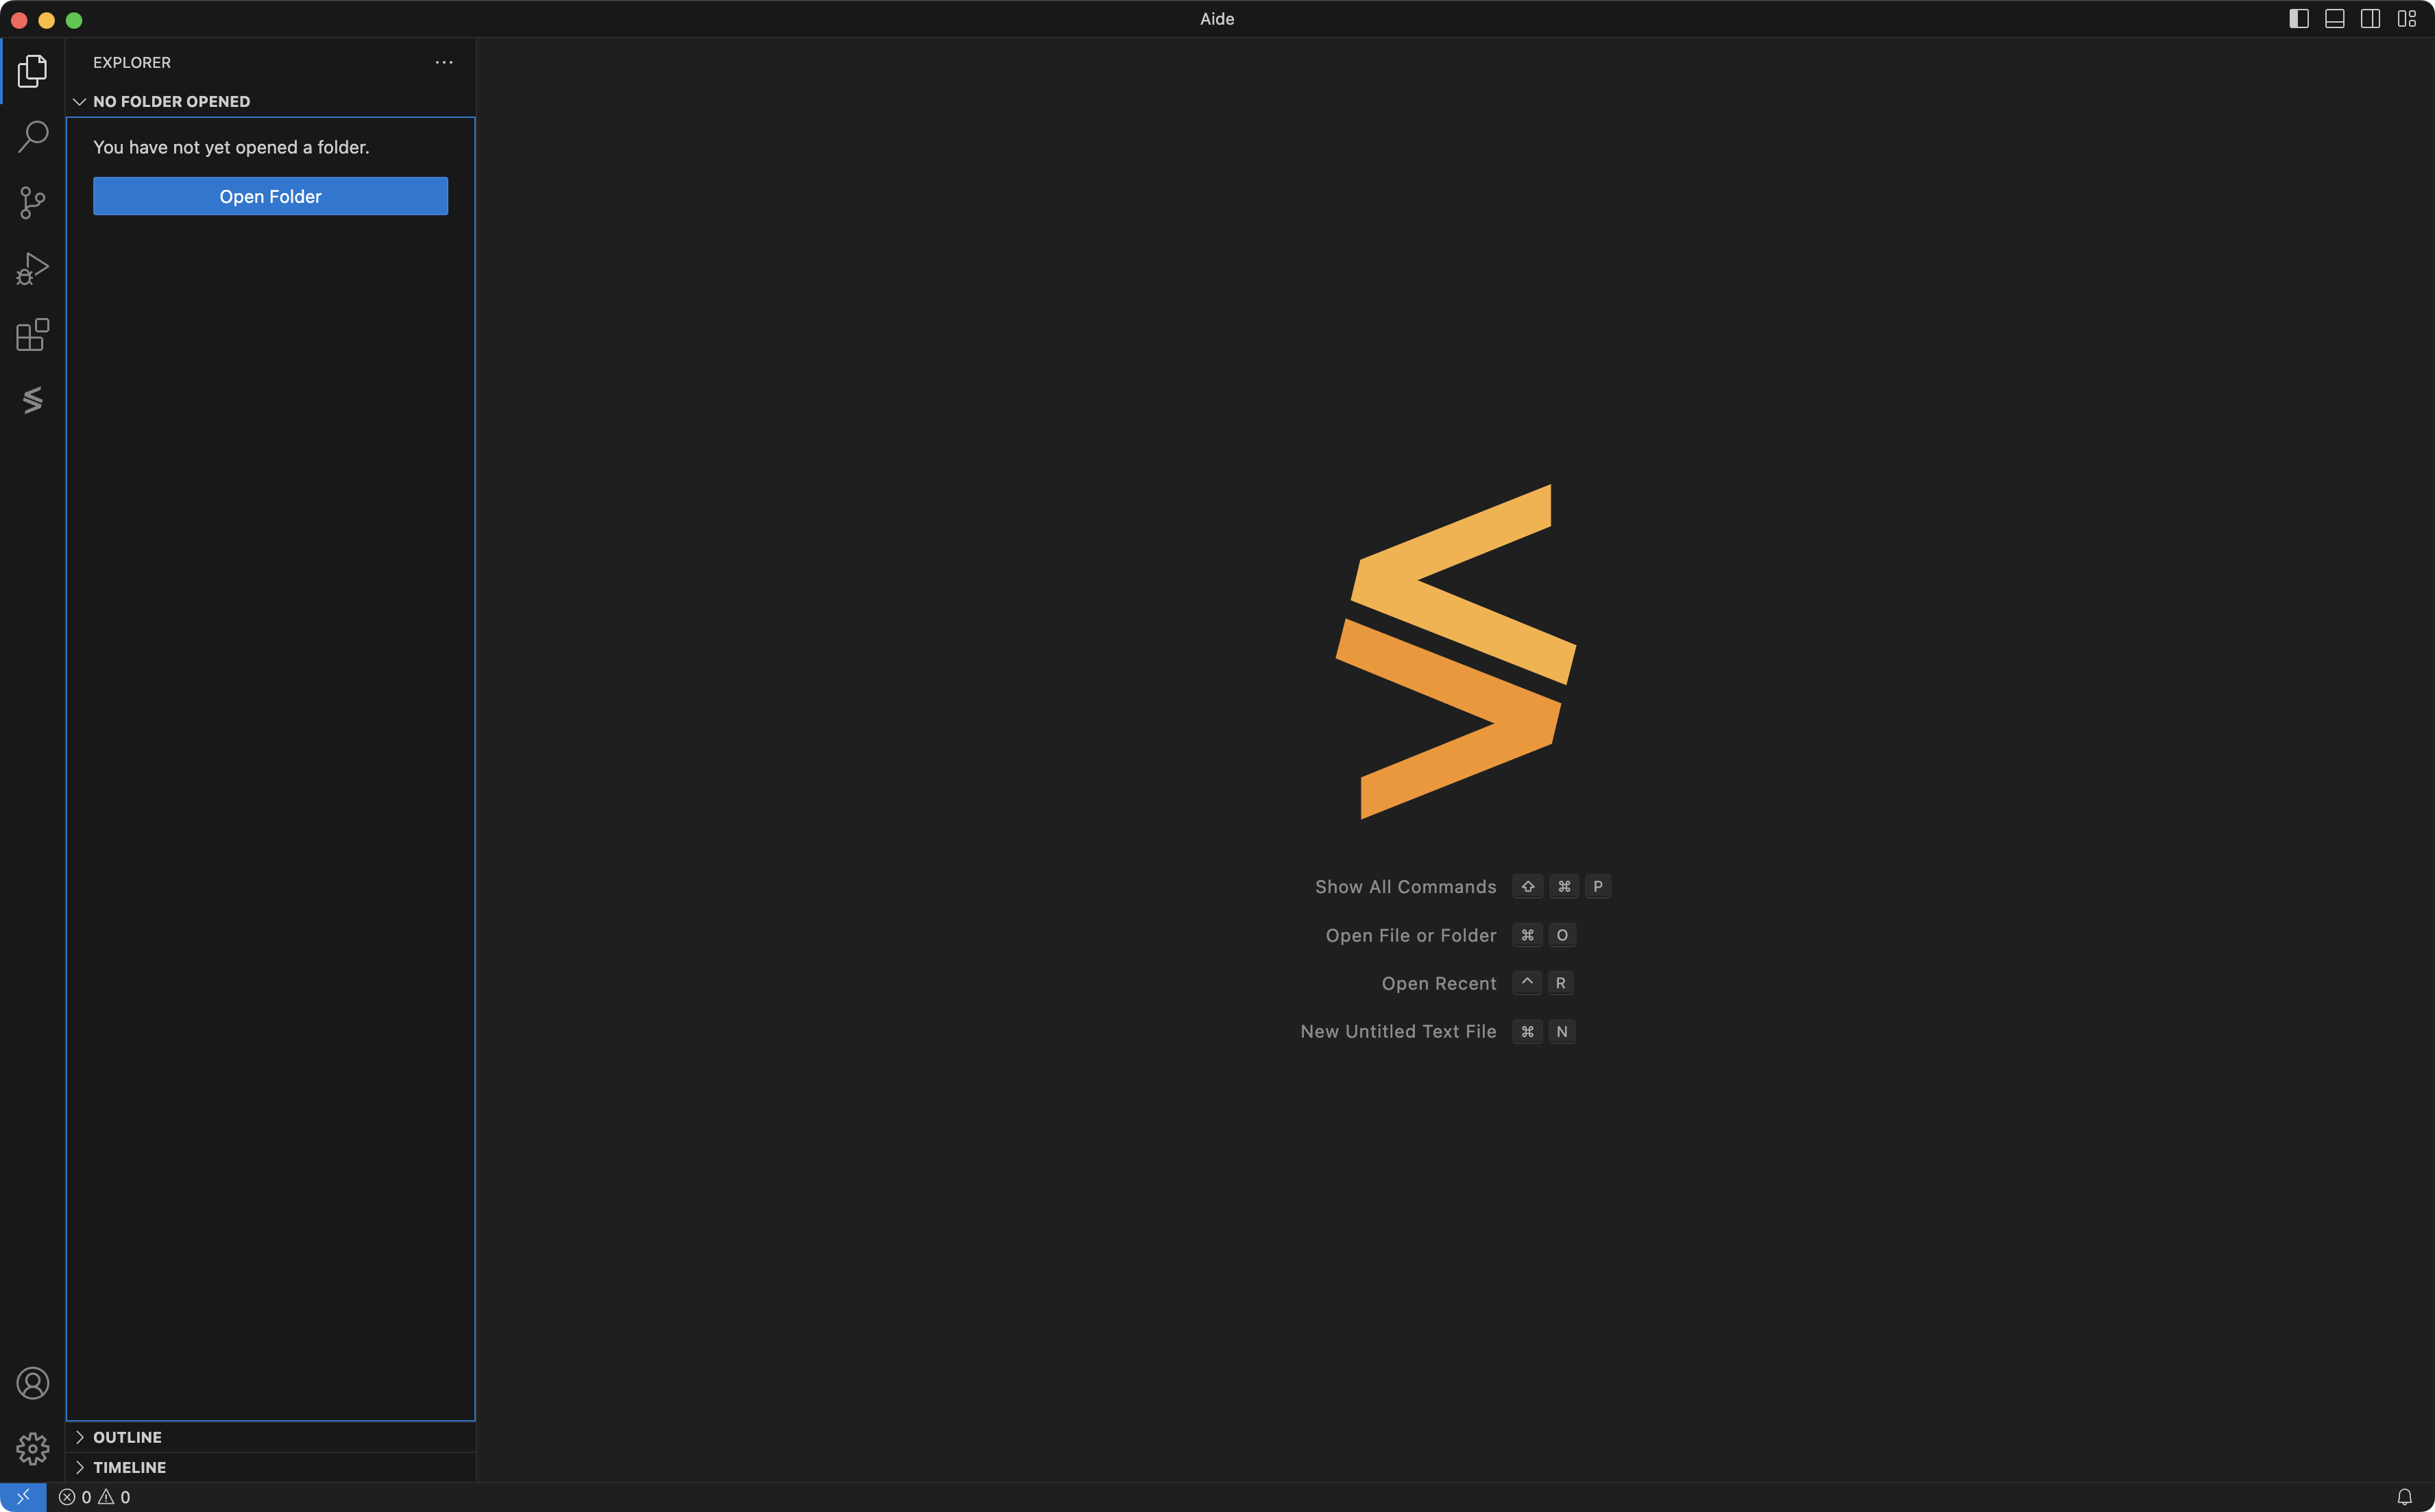 Aide
EXPLORER
NO FOLDER OPENED
You have not yet opened a folder.
Open Folder
Show All Commands ⇧ ⌘ P
Open File or Folder ⌘ O
Open Recent ^ R
New Untitled Text File ⌘ N
OUTLINE
TIMELINE
0 0